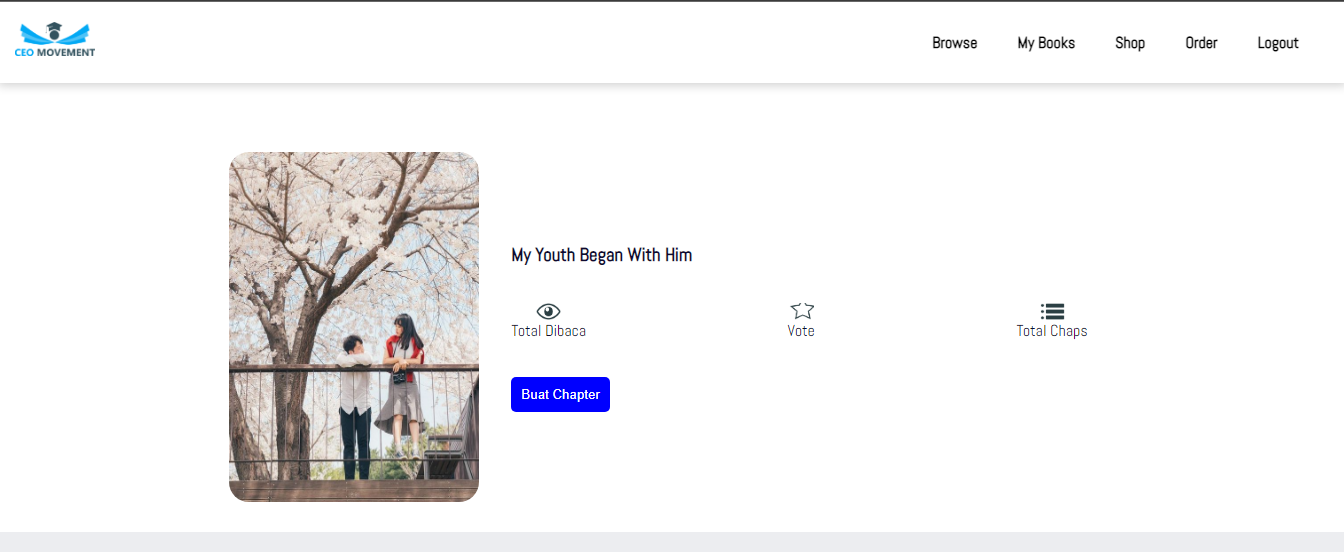 CEO MOVEMENT
Browse My Books Shop Order Logout
My Youth Began With Him
Total Dibaca Vote Total Chaps
Buat Chapter